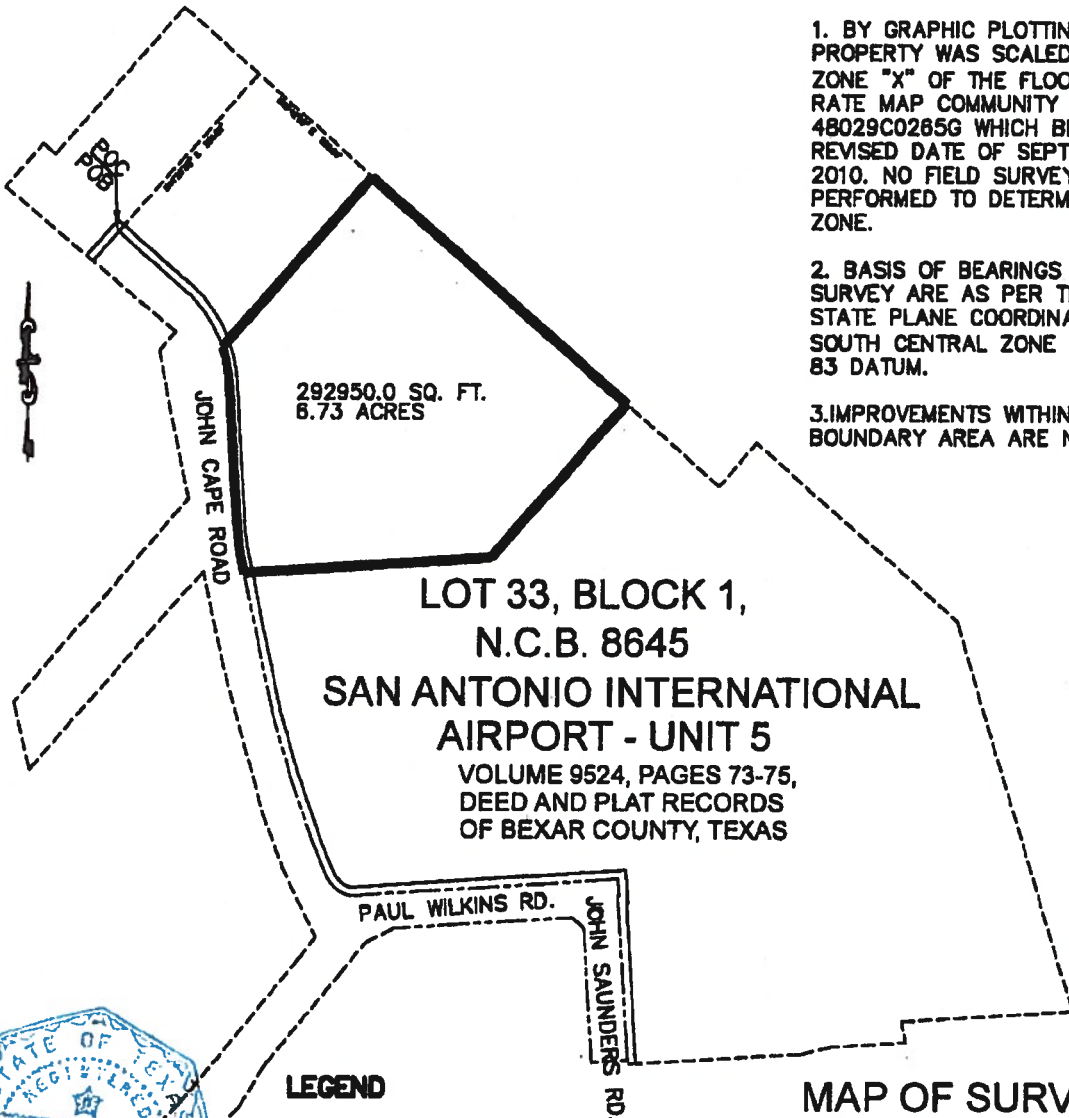 1. BY GRAPHIC PLOTTIN
PROPERTY WAS SCALED
ZONE "X" OF THE FLOO
RATE MAP COMMUNITY
48029C0265G WHICH B
REVISED DATE OF SEPT
2010. NO FIELD SURVEY
PERFORMED TO DETERM
ZONE.
2. BASIS OF BEARINGS
SURVEY ARE AS PER T
STATE PLANE COORDINA
SOUTH CENTRAL ZONE
83 DATUM.
3.IMPROVEMENTS WITHIN
BOUNDARY AREA ARE N
POC
POB
292950.0 SQ. FT.
6.73 ACRES
JOHN CAPE ROAD
LOT 33, BLOCK 1,
N.C.B. 8645
SAN ANTONIO INTERNATIONAL
AIRPORT - UNIT 5
VOLUME 9524, PAGES 73-75,
DEED AND PLAT RECORDS
OF BEXAR COUNTY, TEXAS
PAUL WILKINS RD.
JOHN SAUNDERS RD.
LEGEND
MAP OF SURV
TATE OF TEXA
REGISTERED